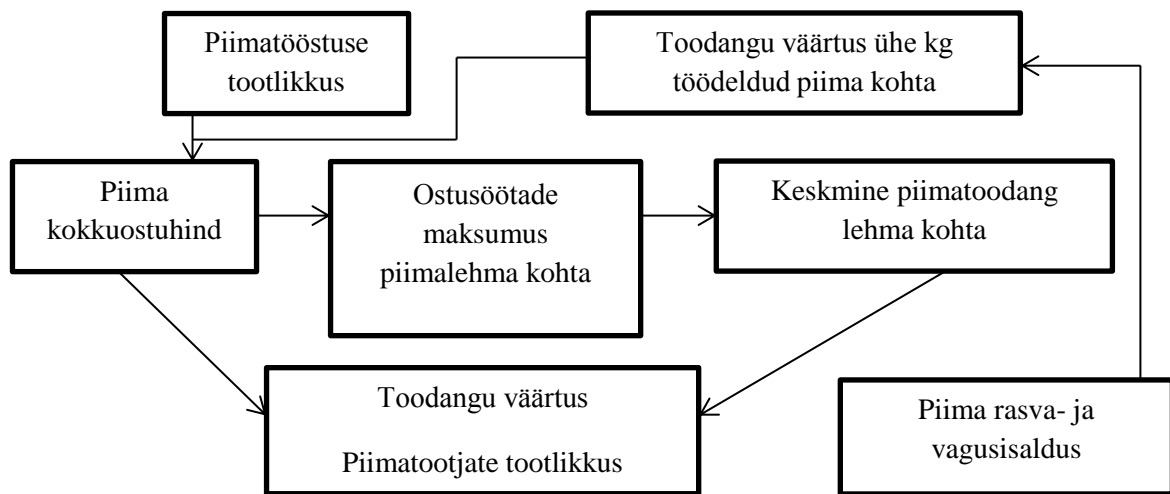 Piimatööstuse
tootlikkus
Toodangu väärtus ühe kg
töödeldud piima kohta
Piima
kokkuostuhind
Ostusöötade
maksumus
piimalehma kohta
Keskmine piimatoodang
lehma kohta
Toodangu väärtus
Piimatootjate tootlikkus
Piima rasva- ja
vagusisaldus